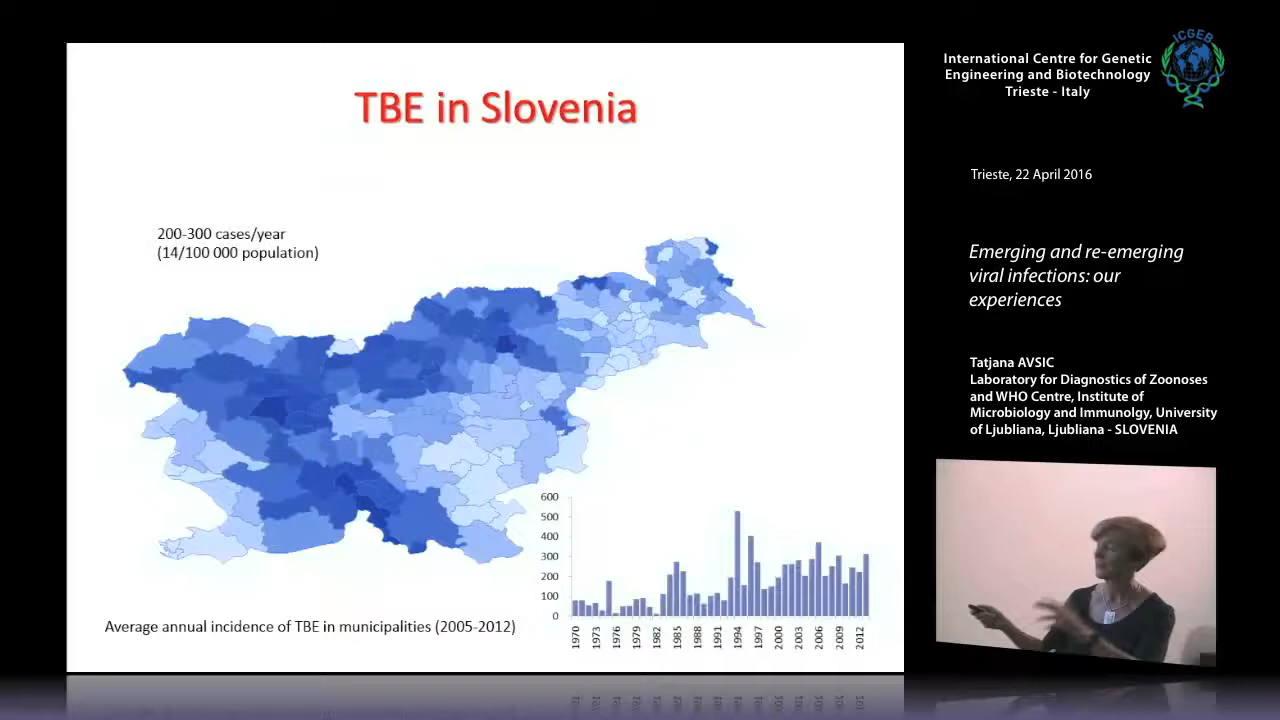 TBE in Slovenia
200-300 cases/year
(14/100 000 population)
600
500
400
300
200
100
0
1970
1973
1976
1979
1982
1985
1988
1991
1994
1997
2000
2003
2006
2009
2012
Average annual incidence of TBE in municipalities (2005-2012)
International Centre for Genetic
Engineering and Biotechnology
Trieste - Italy
ICGEB
Trieste, 22 April 2016
Emerging and re-emerging
viral infections: our
experiences
Tatjana AVSIC
Laboratory for Diagnostics of Zoonoses
and WHO Centre, Institute of
Microbiology and Immunolgy, University
of Ljubliana, Ljubliana - SLOVENIA